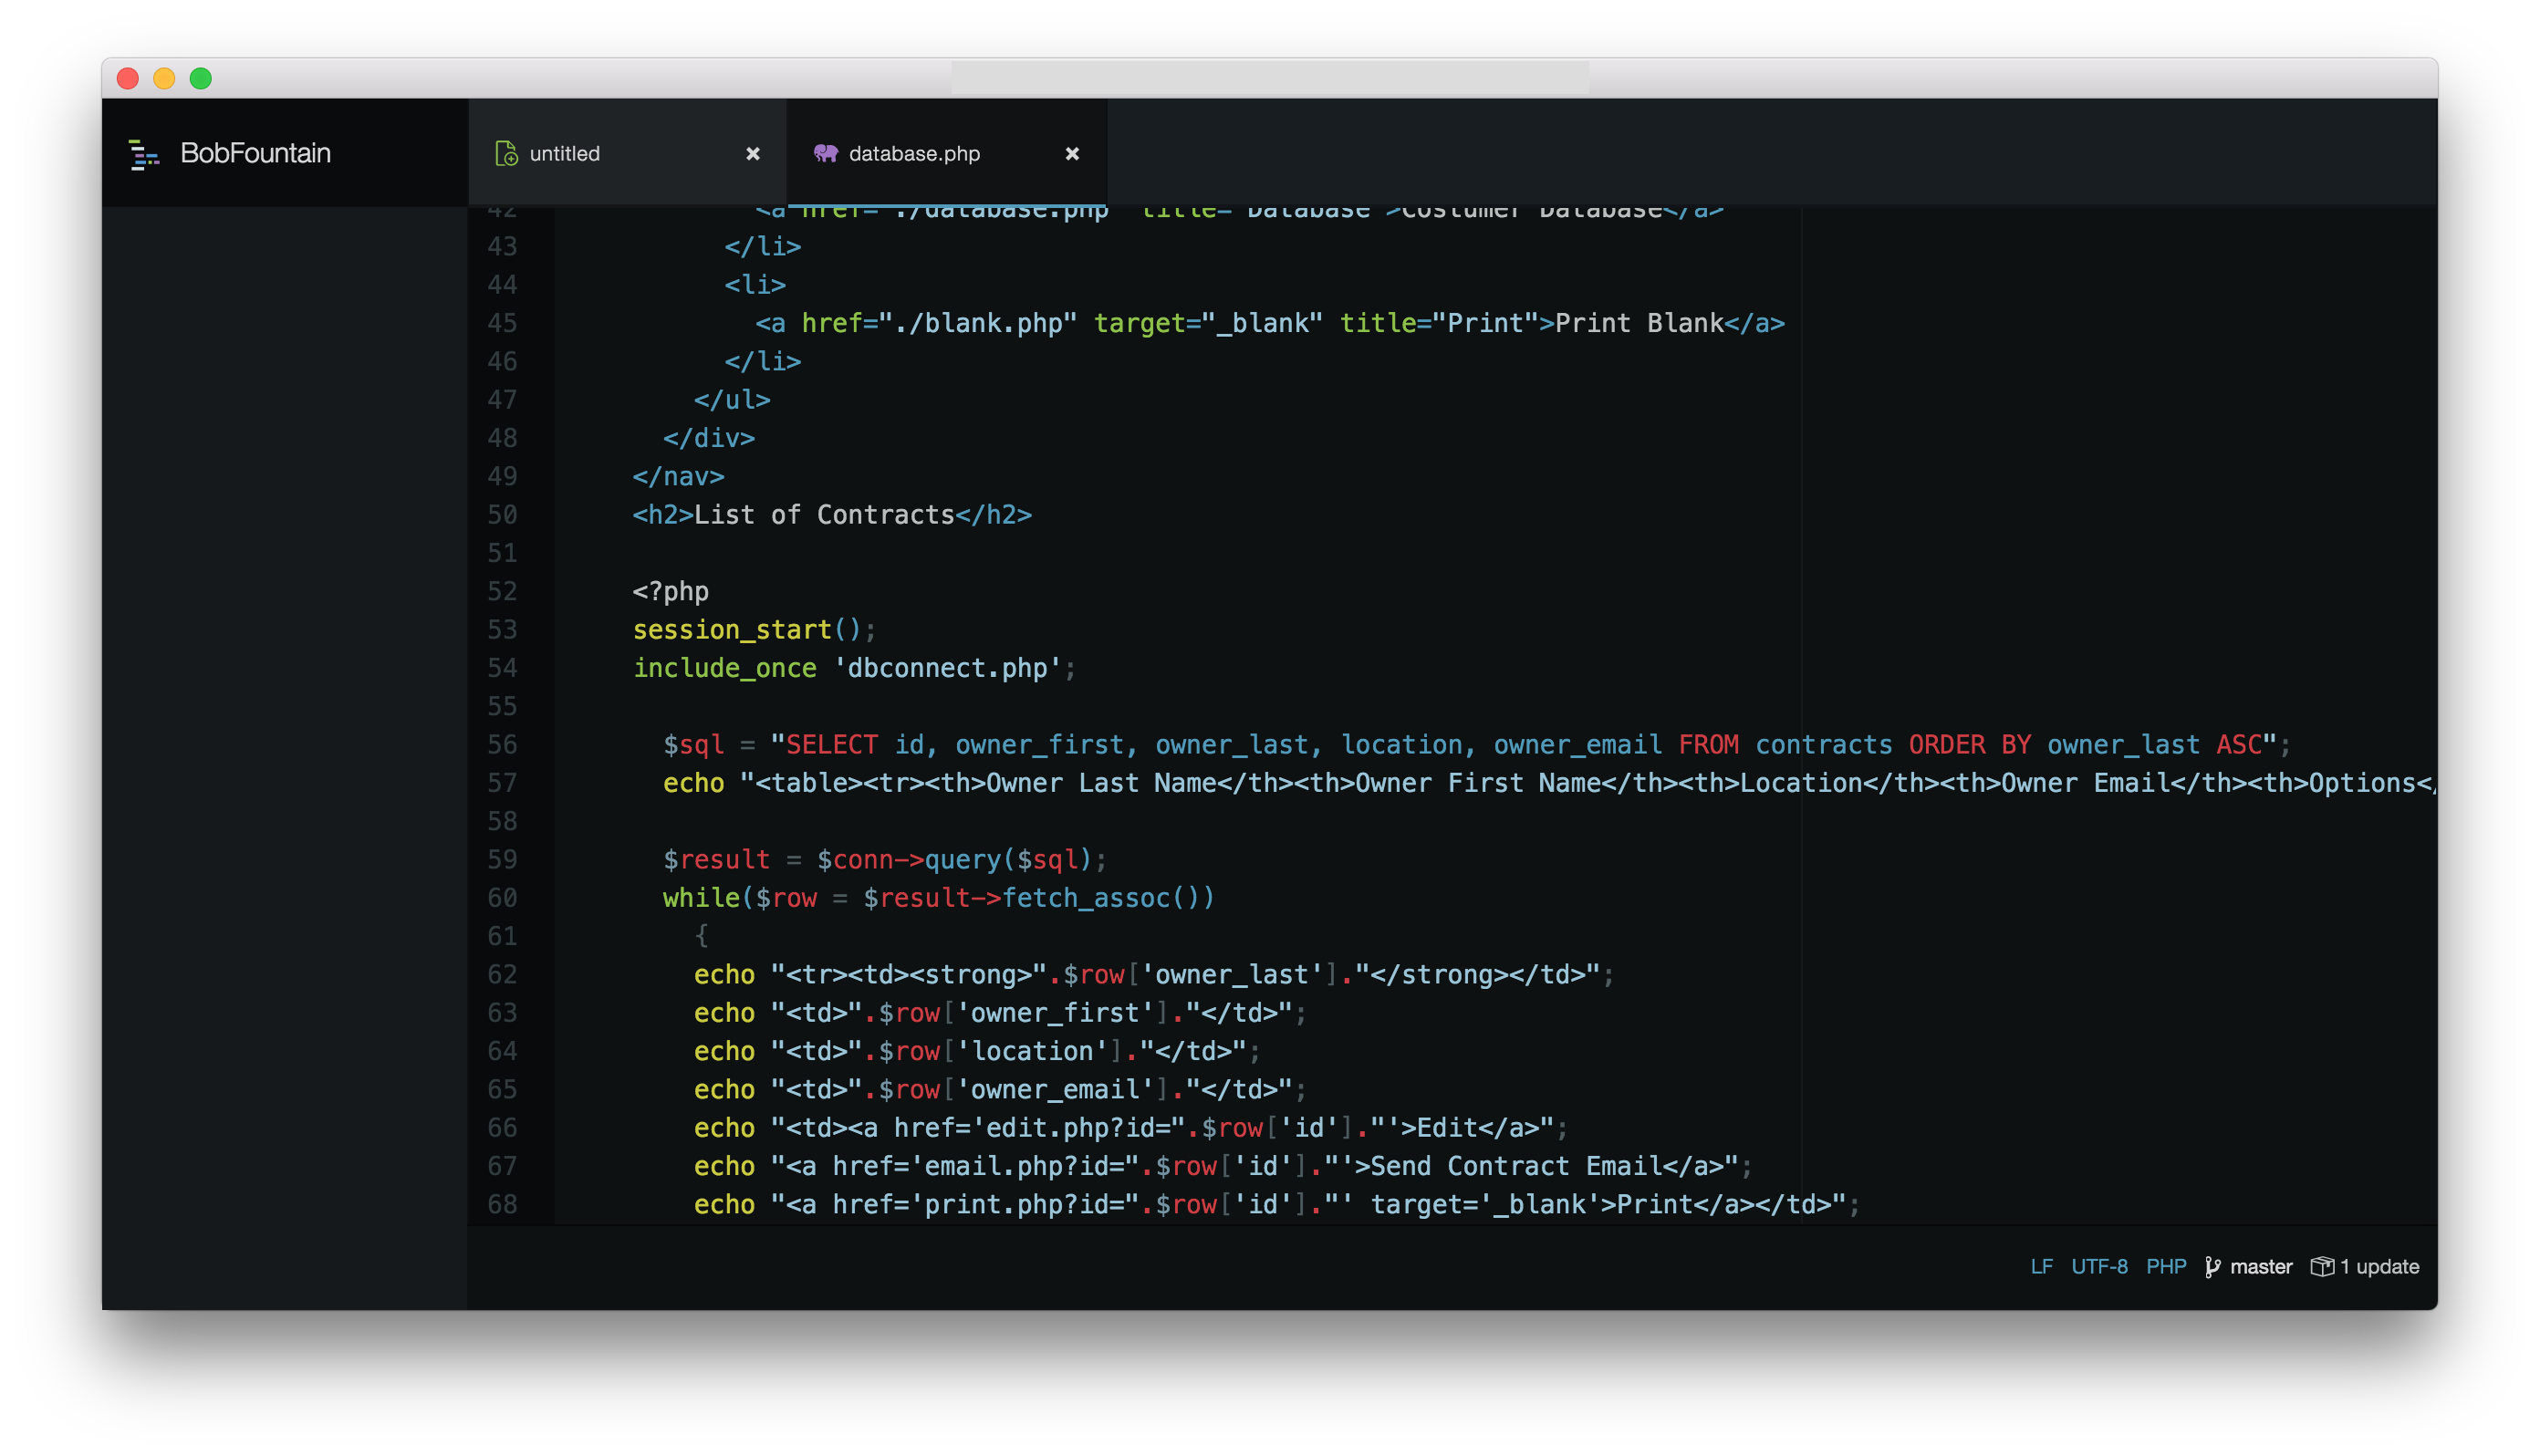 BobFountain
untitled
database.php
42 <a href="./database.php" title="Database">Costumer Database</a>
43 </li>
44 <li>
45 <a href="./blank.php" target="_blank" title="Print">Print Blank</a>
46 </li>
47 </ul>
48 </div>
49 </nav>
50 <h2>List of Contracts</h2>
51
52 <?php
53 session_start();
54 include_once 'dbconnect.php';
55
56 $sql = "SELECT id, owner_first, owner_last, location, owner_email FROM contracts ORDER BY owner_last ASC";
57 echo "<table><tr><th>Owner Last Name</th><th>Owner First Name</th><th>Location</th><th>Owner Email</th><th>Options</
58
59 $result = $conn->query($sql);
60 while($row = $result->fetch_assoc())
61 {
62 echo "<tr><td><strong>".$row['owner_last']."</strong></td>";
63 echo "<td>".$row['owner_first']."</td>";
64 echo "<td>".$row['location']."</td>";
65 echo "<td>".$row['owner_email']."</td>";
66 echo "<td><a href='edit.php?id=".$row['id']."'>Edit</a>";
67 echo "<a href='email.php?id=".$row['id']."'>Send Contract Email</a>";
68 echo "<a href='print.php?id=".$row['id']."' target='_blank'>Print</a></td>";
LF UTF-8 PHP master 1 update